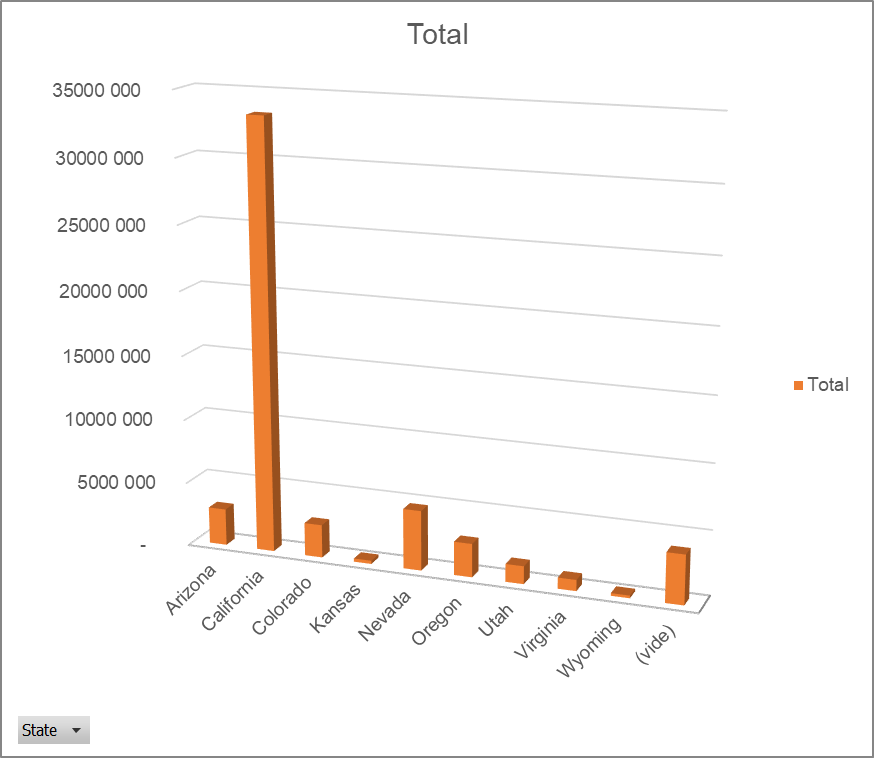 Total
35000 000
30000 000
25000 000
20000 000
15000 000
10000 000
5000 000
-
Total
Arizona
California
Colorado
Kansas
Nevada
Oregon
Utah
Virginia
Wyoming
(vide)
State